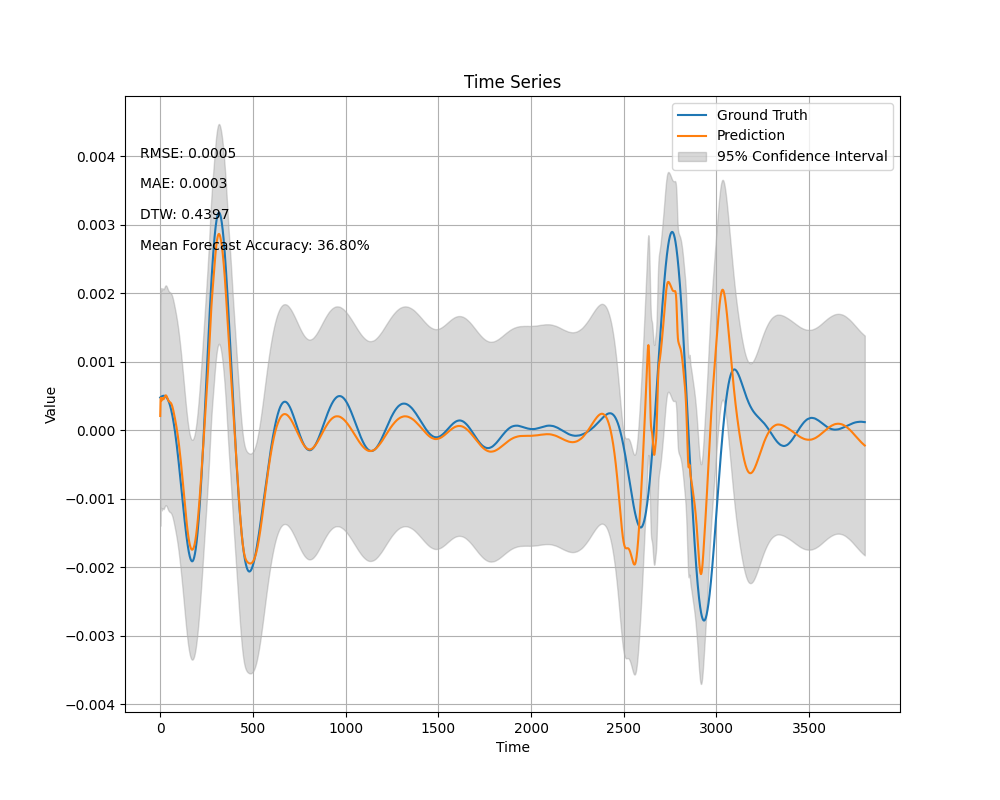 Time Series
Ground Truth
Prediction
95% Confidence Interval
RMSE: 0.0005
MAE: 0.0003
DTW: 0.4397
Mean Forecast Accuracy: 36.80%
0.004
0.003
0.002
0.001
0.000
−0.001
−0.002
−0.003
−0.004
Value
0 500 1000 1500 2000 2500 3000 3500
Time